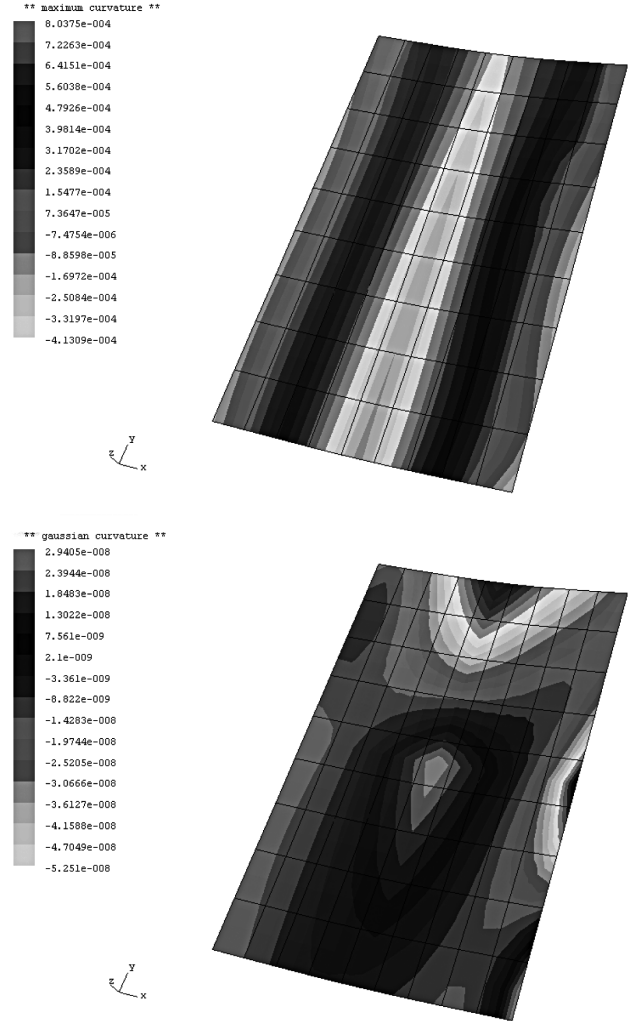 ** maximum curvature **
8.0375e-004
7.2263e-004
6.4151e-004
5.6038e-004
4.7926e-004
3.9814e-004
3.1702e-004
2.3589e-004
1.5477e-004
7.3647e-005
-7.4754e-006
-8.8598e-005
-1.6972e-004
-2.5084e-004
-3.3197e-004
-4.1309e-004
y
z
x
** gaussian curvature **
2.9405e-008
2.3944e-008
1.8483e-008
1.3022e-008
7.561e-009
2.1e-009
-3.361e-009
-8.822e-009
-1.4283e-008
-1.9744e-008
-2.5205e-008
-3.0666e-008
-3.6127e-008
-4.1588e-008
-4.7049e-008
-5.251e-008
y
z
x